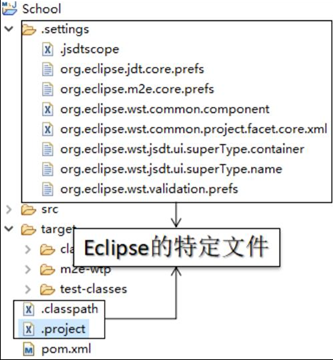 School
.settings
.jsdtscope
org.eclipse.jdt.core.prefs
org.eclipse.m2e.core.prefs
org.eclipse.wst.common.component
org.eclipse.wst.common.project.facet.core.xml
org.eclipse.wst.jsdt.ui.superType.container
org.eclipse.wst.jsdt.ui.superType.name
org.eclipse.wst.validation.prefs
src
target
Eclipse的特定文件
m2e-wtp
test-classes
.classpath
.project
pom.xml